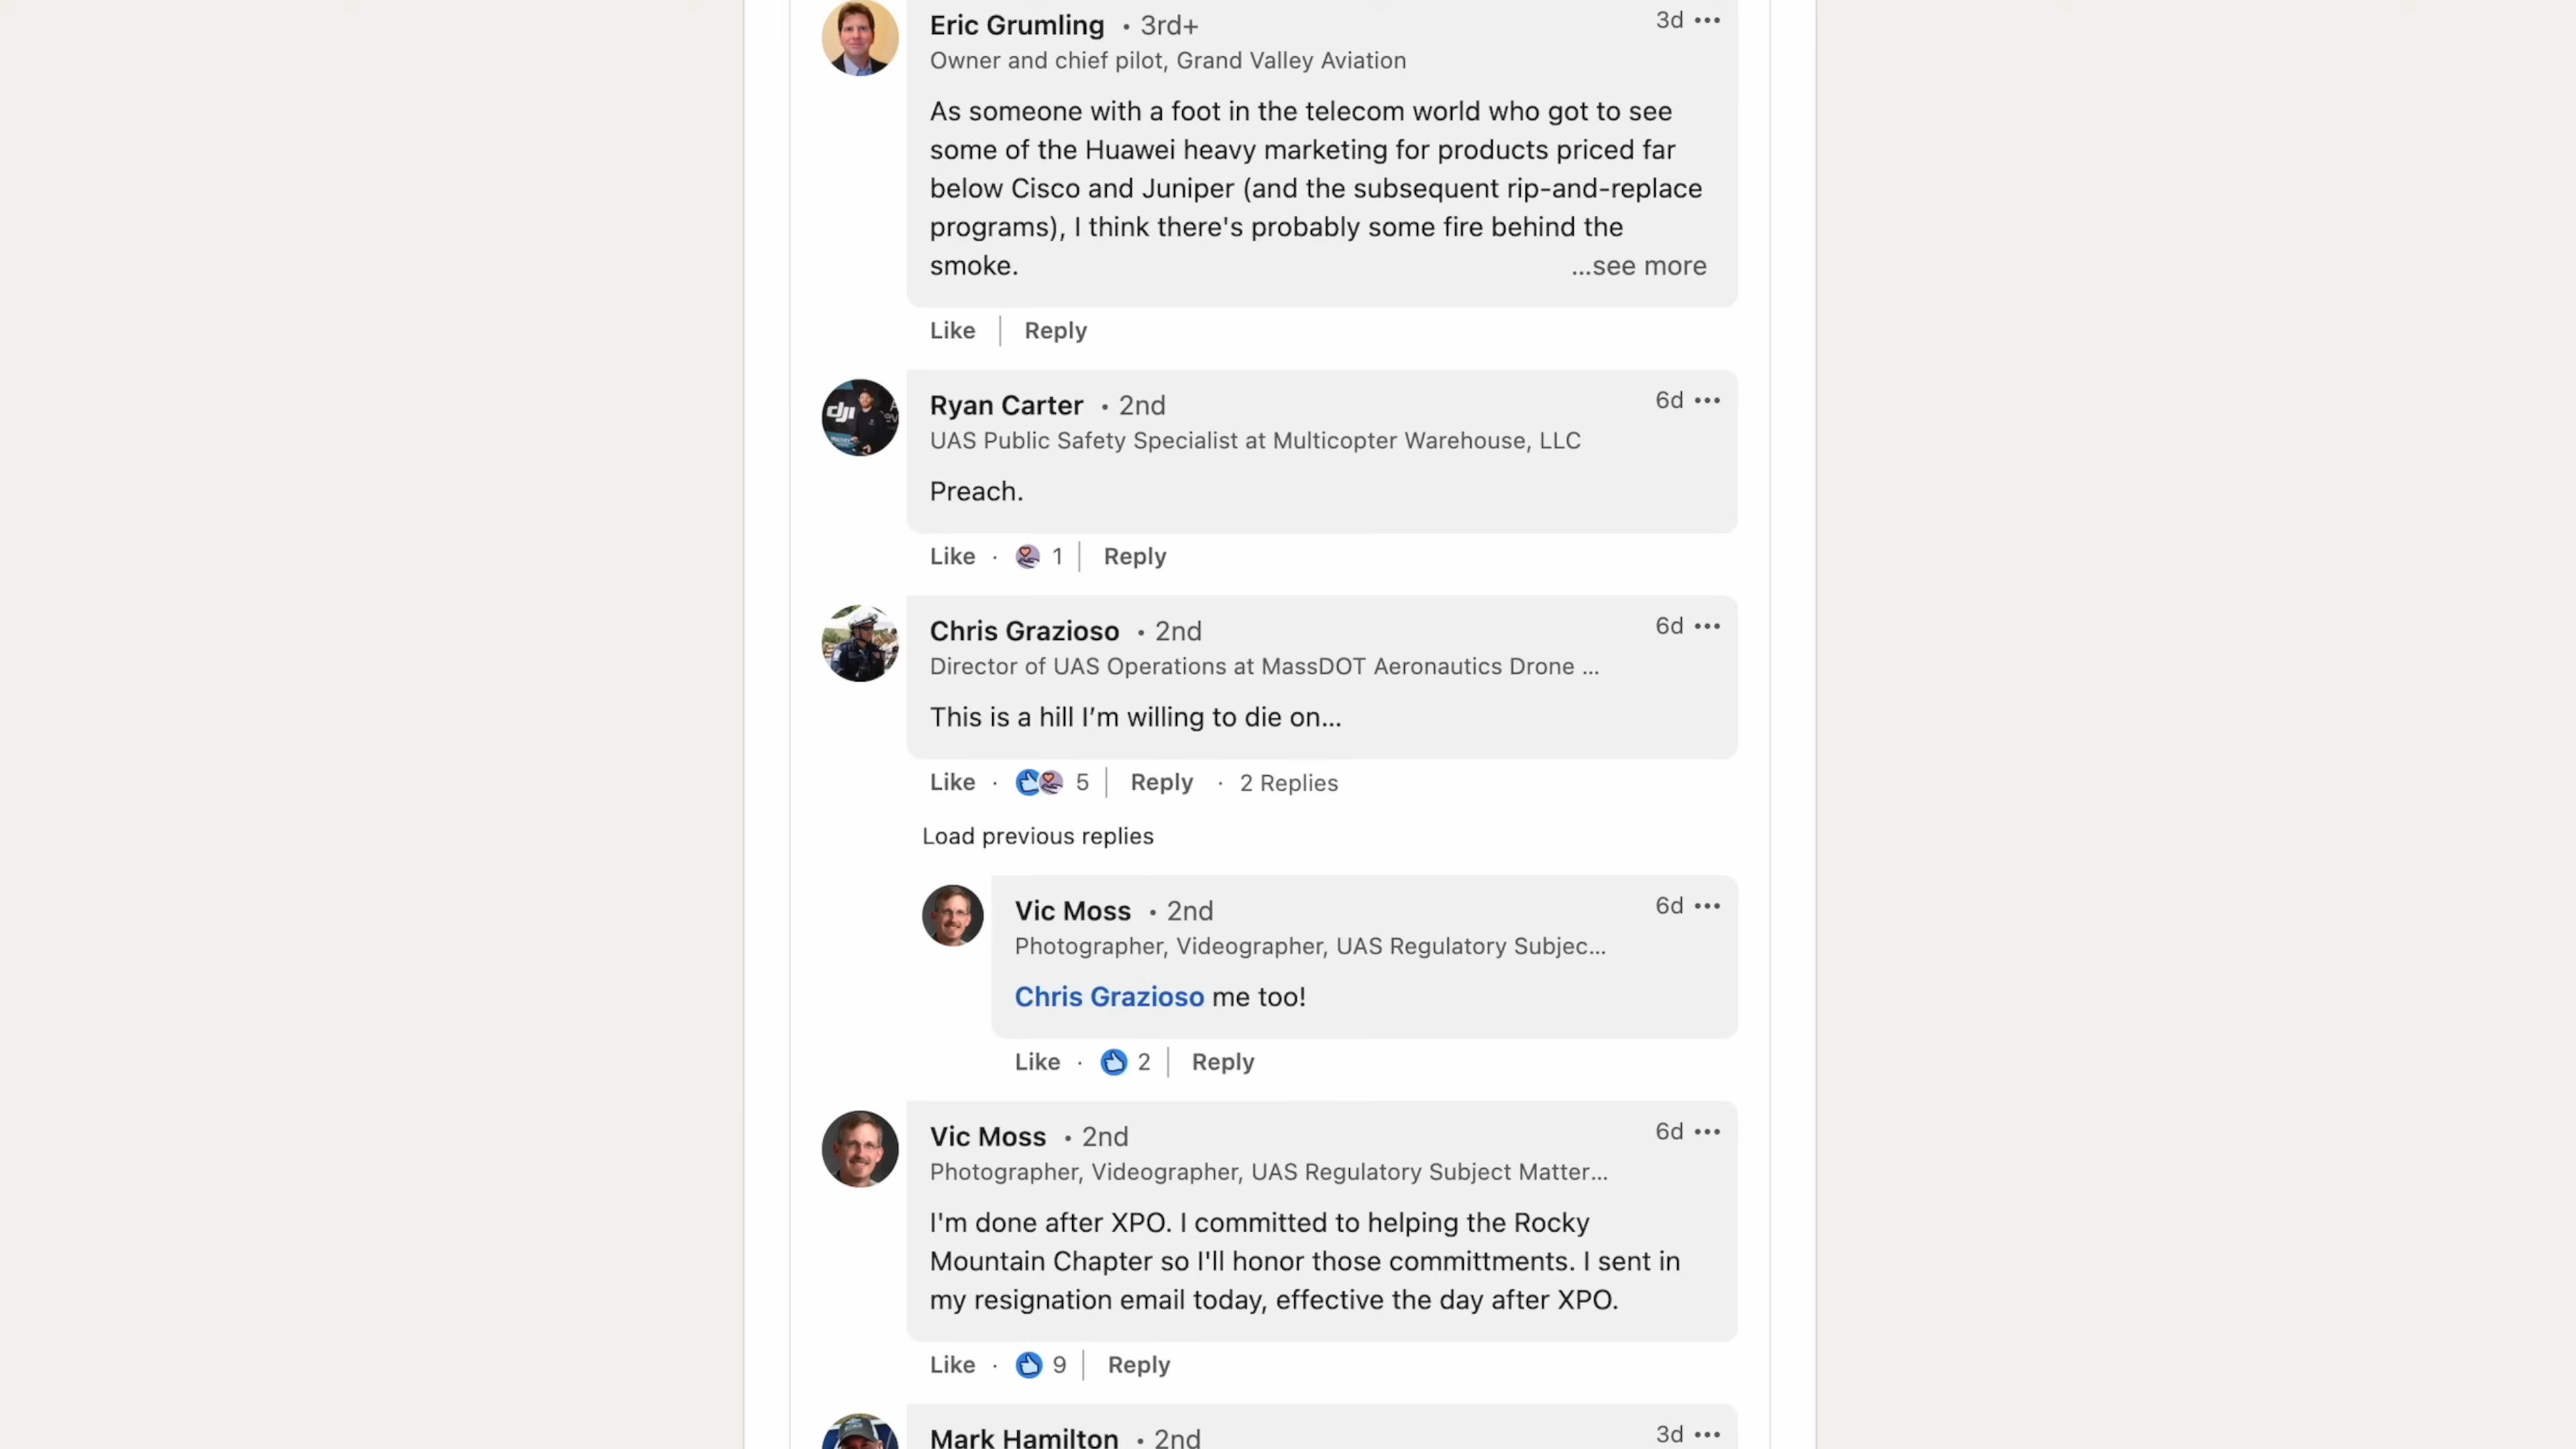 Eric Grumling • 3rd+
3d •••
Owner and chief pilot, Grand Valley Aviation
As someone with a foot in the telecom world who got to see
some of the Huawei heavy marketing for products priced far
below Cisco and Juniper (and the subsequent rip-and-replace
programs), I think there's probably some fire behind the
smoke.
...see more
Like
Reply
dji
Ryan Carter • 2nd
6d •••
UAS Public Safety Specialist at Multicopter Warehouse, LLC
Preach.
Like · 1
Reply
Chris Grazioso • 2nd
6d •••
Director of UAS Operations at MassDOT Aeronautics Drone ...
This is a hill I’m willing to die on...
Like · 5
Reply · 2 Replies
Load previous replies
Vic Moss • 2nd
6d •••
Photographer, Videographer, UAS Regulatory Subjec...
Chris Grazioso me too!
Like · 2
Reply
Vic Moss • 2nd
6d •••
Photographer, Videographer, UAS Regulatory Subject Matter...
I'm done after XPO. I committed to helping the Rocky
Mountain Chapter so I'll honor those committments. I sent in
my resignation email today, effective the day after XPO.
Like · 9
Reply
Mark Hamilton • 2nd
3d •••